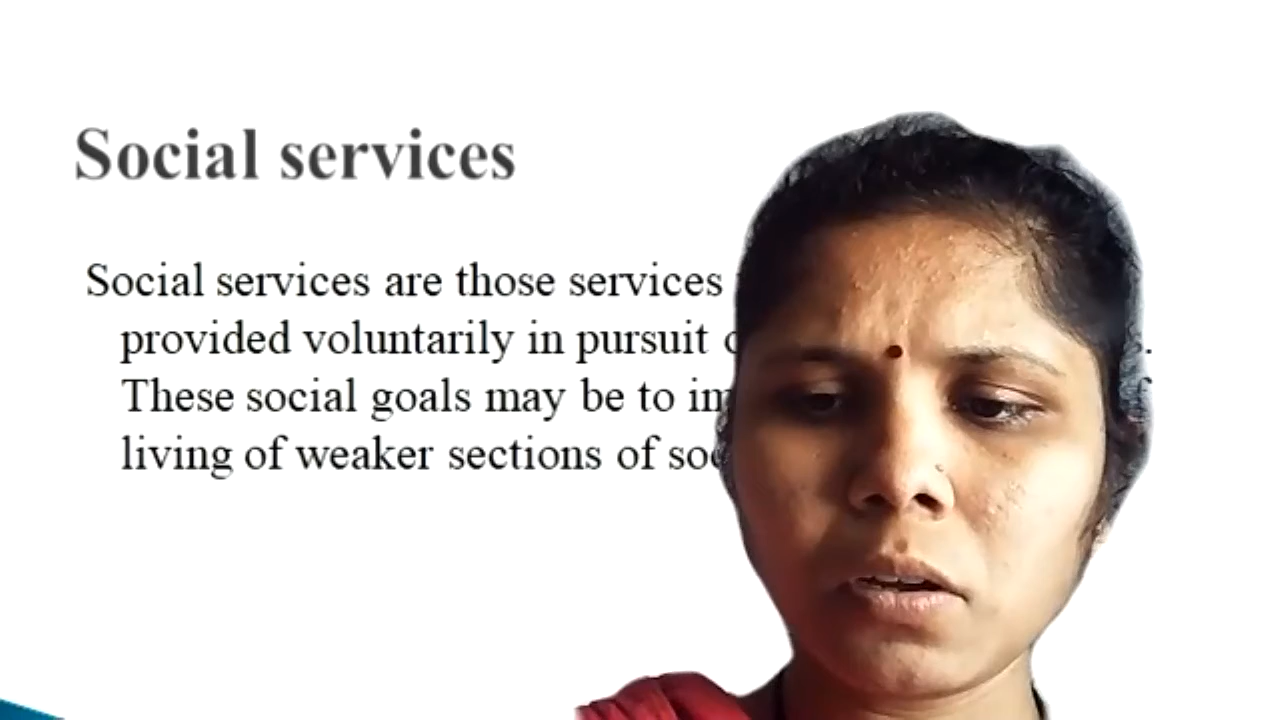 Social services
Social services are those services
provided voluntarily in pursuit
These social goals may be to
living of weaker sections of